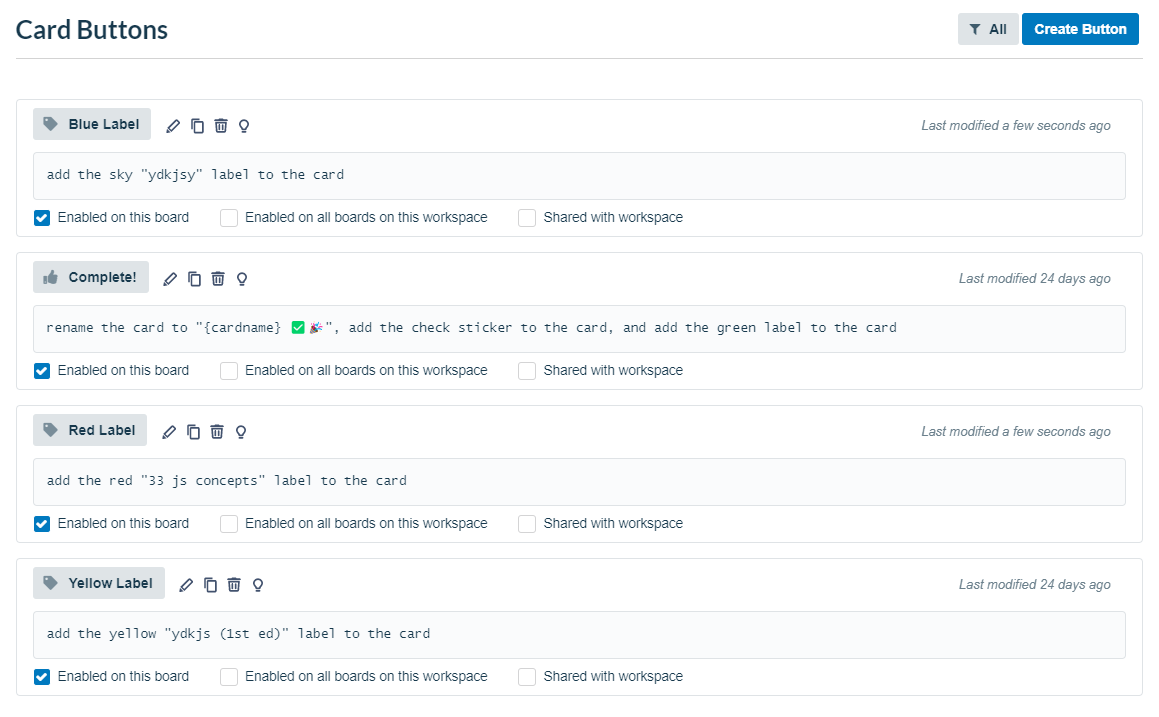 Card Buttons
All
Create Button
Blue Label
Last modified a few seconds ago
add the sky "ydkjsy" label to the card
Enabled on this board
Enabled on all boards on this workspace
Shared with workspace
Complete!
Last modified 24 days ago
rename the card to "{cardname} ✅🎉", add the check sticker to the card, and add the green label to the card
Enabled on this board
Enabled on all boards on this workspace
Shared with workspace
Red Label
Last modified a few seconds ago
add the red "33 js concepts" label to the card
Enabled on this board
Enabled on all boards on this workspace
Shared with workspace
Yellow Label
Last modified 24 days ago
add the yellow "ydkjs (1st ed)" label to the card
Enabled on this board
Enabled on all boards on this workspace
Shared with workspace